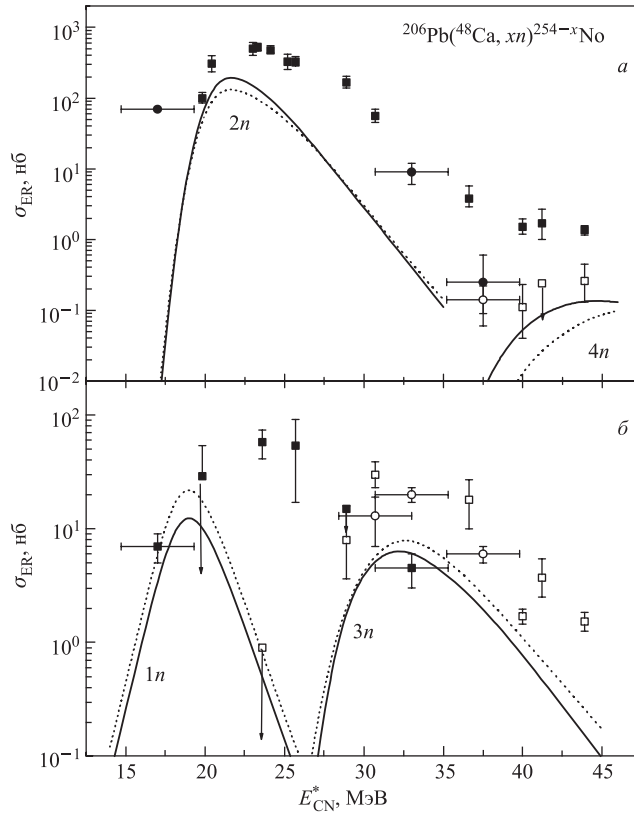 ²⁰⁶Pb(⁴⁸Ca, xn)²⁵⁴⁻ˣNo
а
10³
10²
10¹
10⁰
10⁻¹
10⁻²
σ_ER, нб
2n
4n
б
10²
10¹
10⁰
10⁻¹
σ_ER, нб
1n
3n
15 20 25 30 35 40 45
E*_CN, МэВ